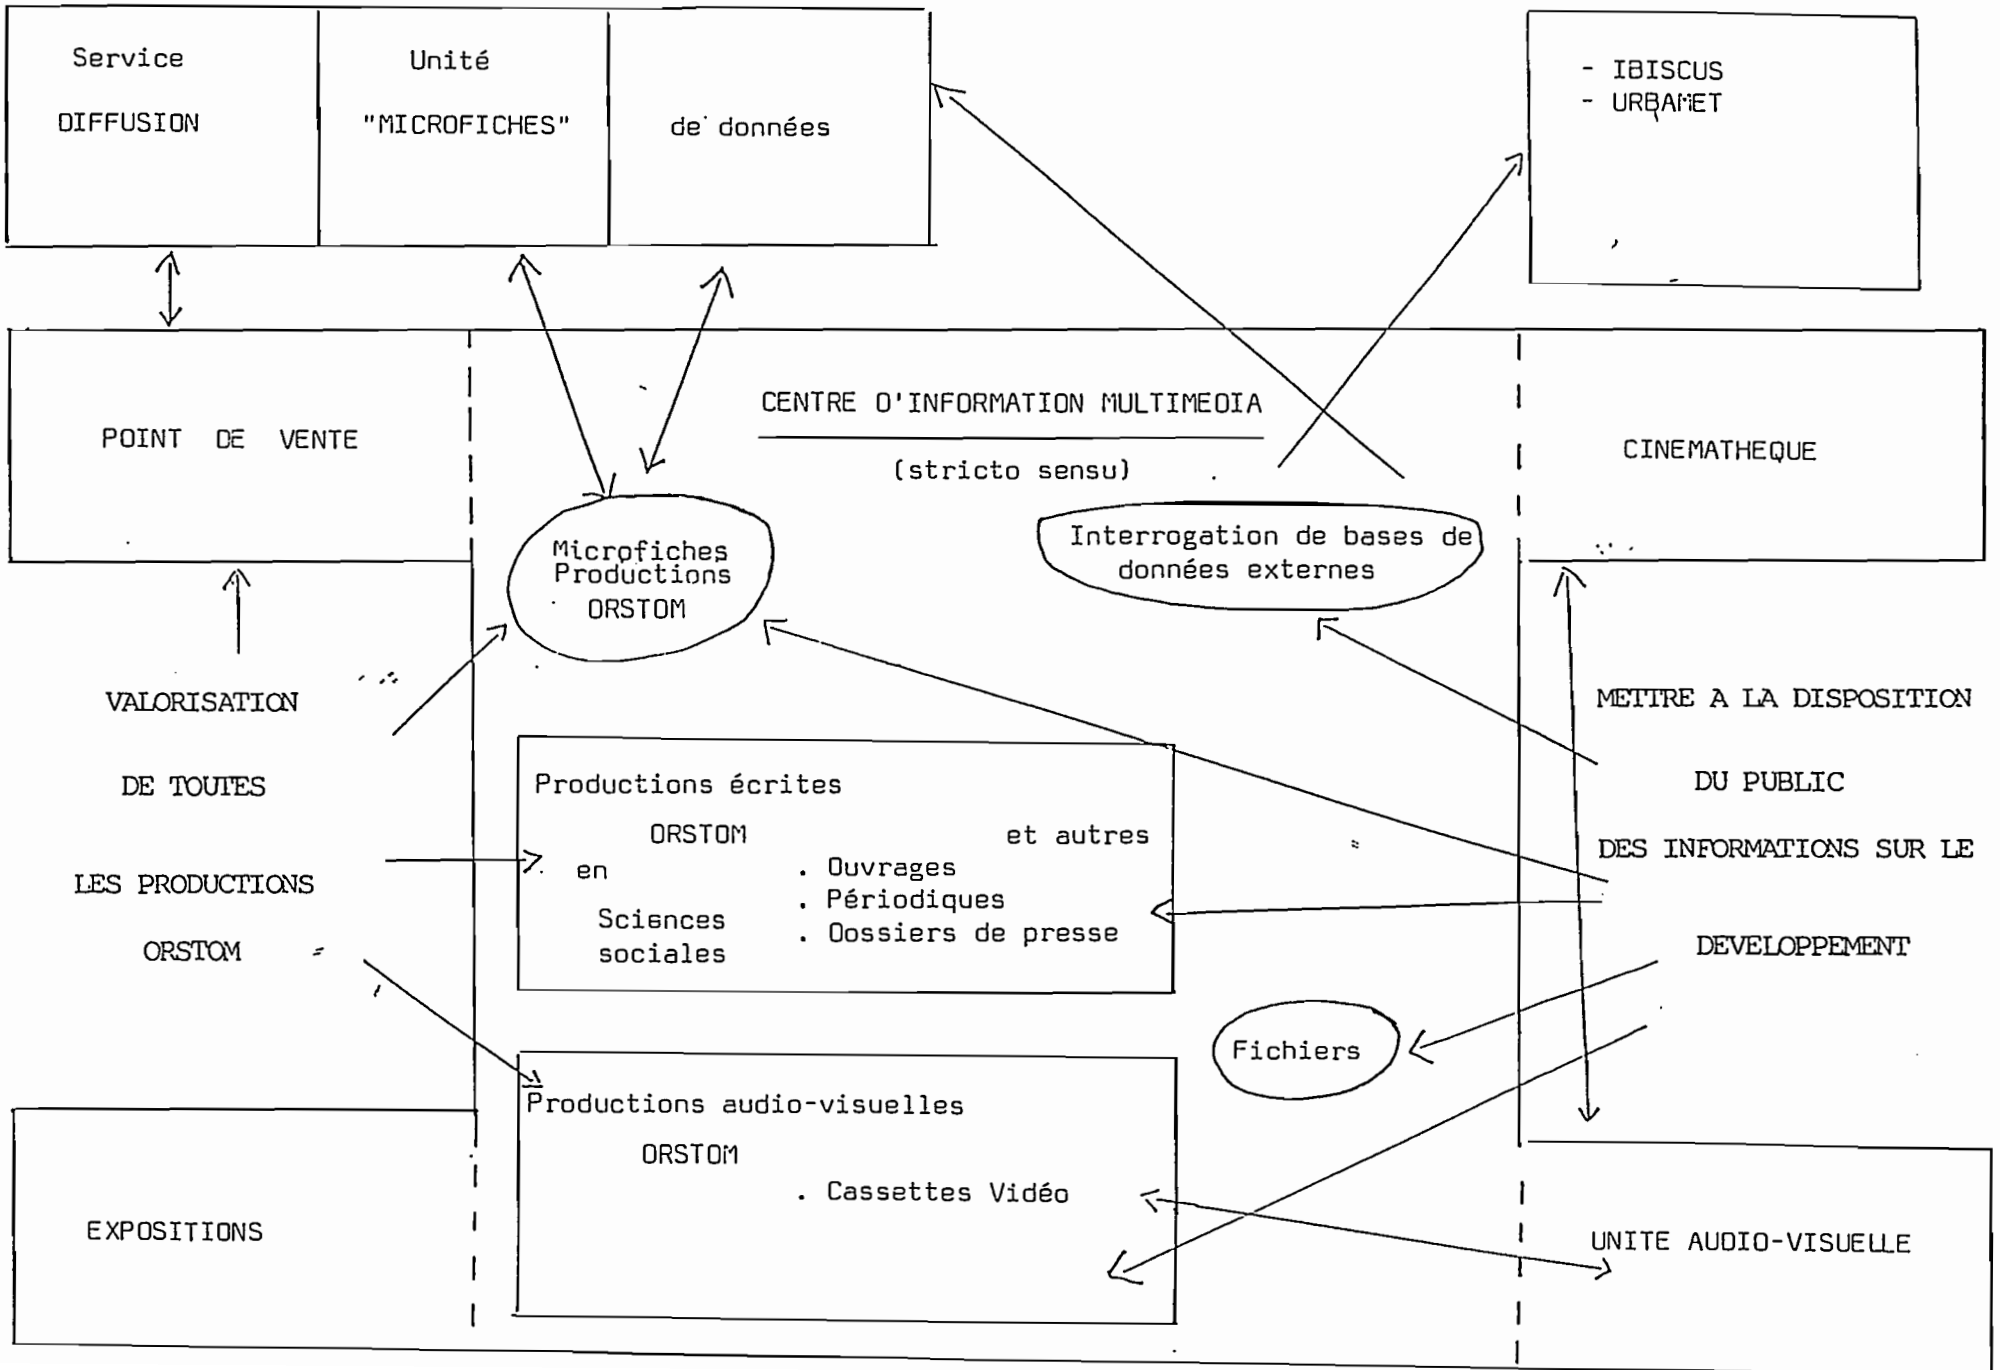 Service
DIFFUSION
Unité
"MICROFICHES"
de données
- IBISCUS
- URBAMET
POINT DE VENTE
CENTRE D'INFORMATION MULTIMEDIA
(stricto sensu)
CINEMATHEQUE
Microfiches
Productions
ORSTOM
Interrogation de bases de
données externes
VALORISATION
DE TOUTES
LES PRODUCTIONS
ORSTOM
Productions écrites
ORSTOM et autres
en
Sciences
sociales
. Ouvrages
. Périodiques
. Dossiers de presse
METTRE A LA DISPOSITION
DU PUBLIC
DES INFORMATIONS SUR LE
DEVELOPPEMENT
Fichiers
Productions audio-visuelles
ORSTOM
. Cassettes Vidéo
EXPOSITIONS
UNITE AUDIO-VISUELLE